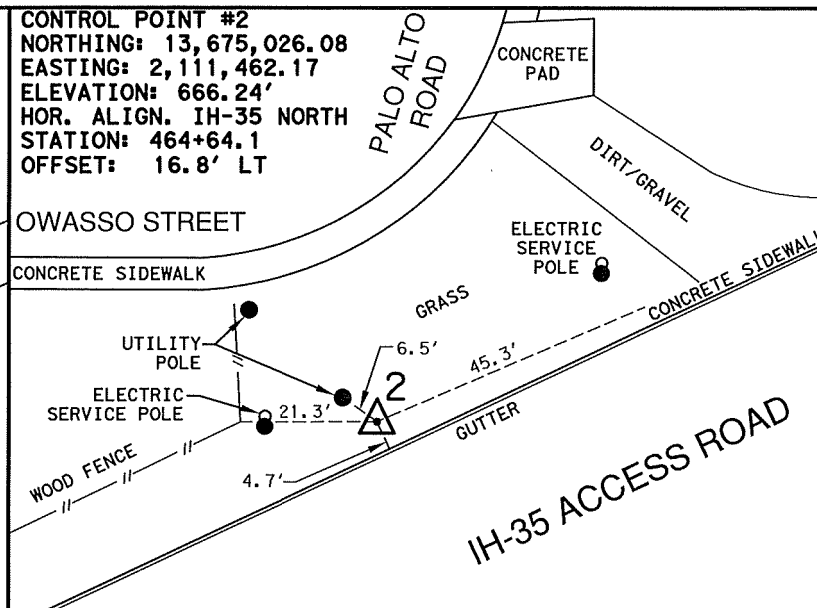 CONTROL POINT #2
NORTHING: 13,675,026.08
EASTING: 2,111,462.17
ELEVATION: 666.24'
HOR. ALIGN. IH-35 NORTH
STATION: 464+64.1
OFFSET: 16.8' LT
PALO ALTO
ROAD
CONCRETE
PAD
DIRT/GRAVEL
OWASSO STREET
CONCRETE SIDEWALK
ELECTRIC
SERVICE
POLE
CONCRETE SIDEWALK
GRASS
UTILITY
POLE
6.5'
45.3'
2
ELECTRIC
SERVICE POLE
21.3'
GUTTER
WOOD FENCE
4.7'
IH-35 ACCESS ROAD